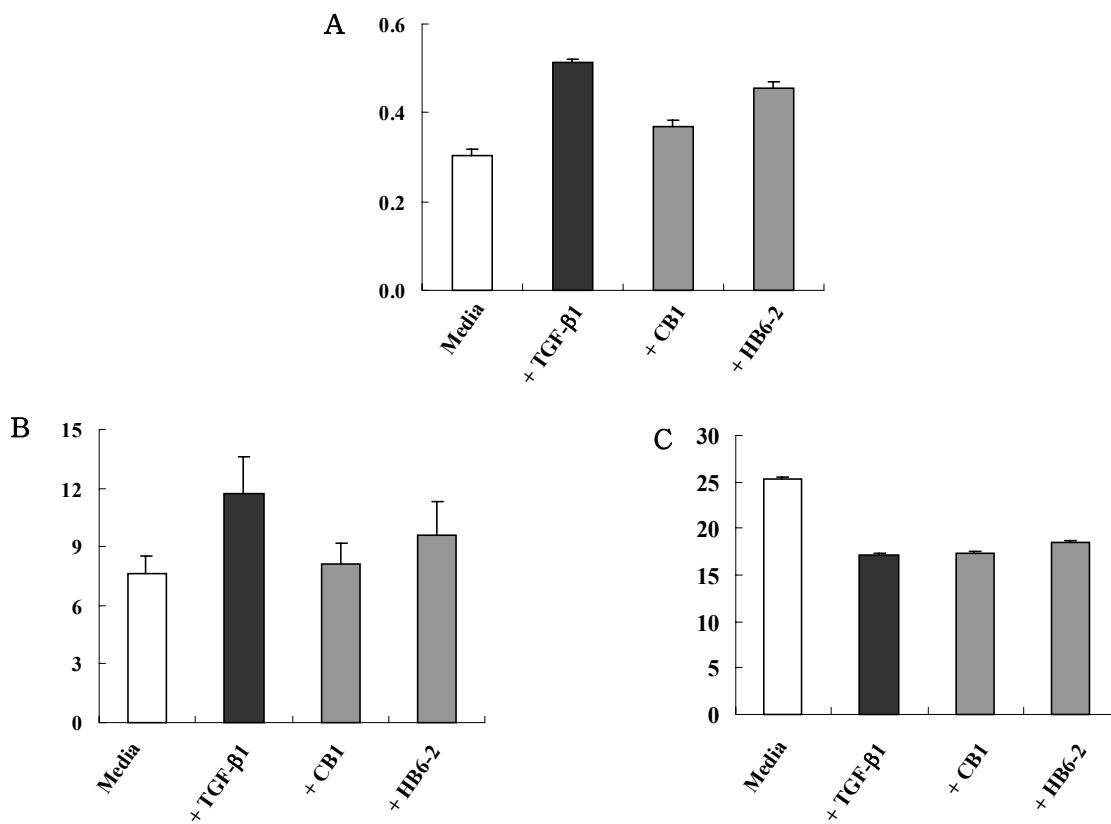 A
0.6
0.4
0.2
0.0
Media
+ TGF-β1
+ CB1
+ HB6-2
B
15
12
9
6
3
0
Media
+ TGF-β1
+ CB1
+ HB6-2
C
30
25
20
15
10
5
0
Media
+ TGF-β1
+ CB1
+ HB6-2